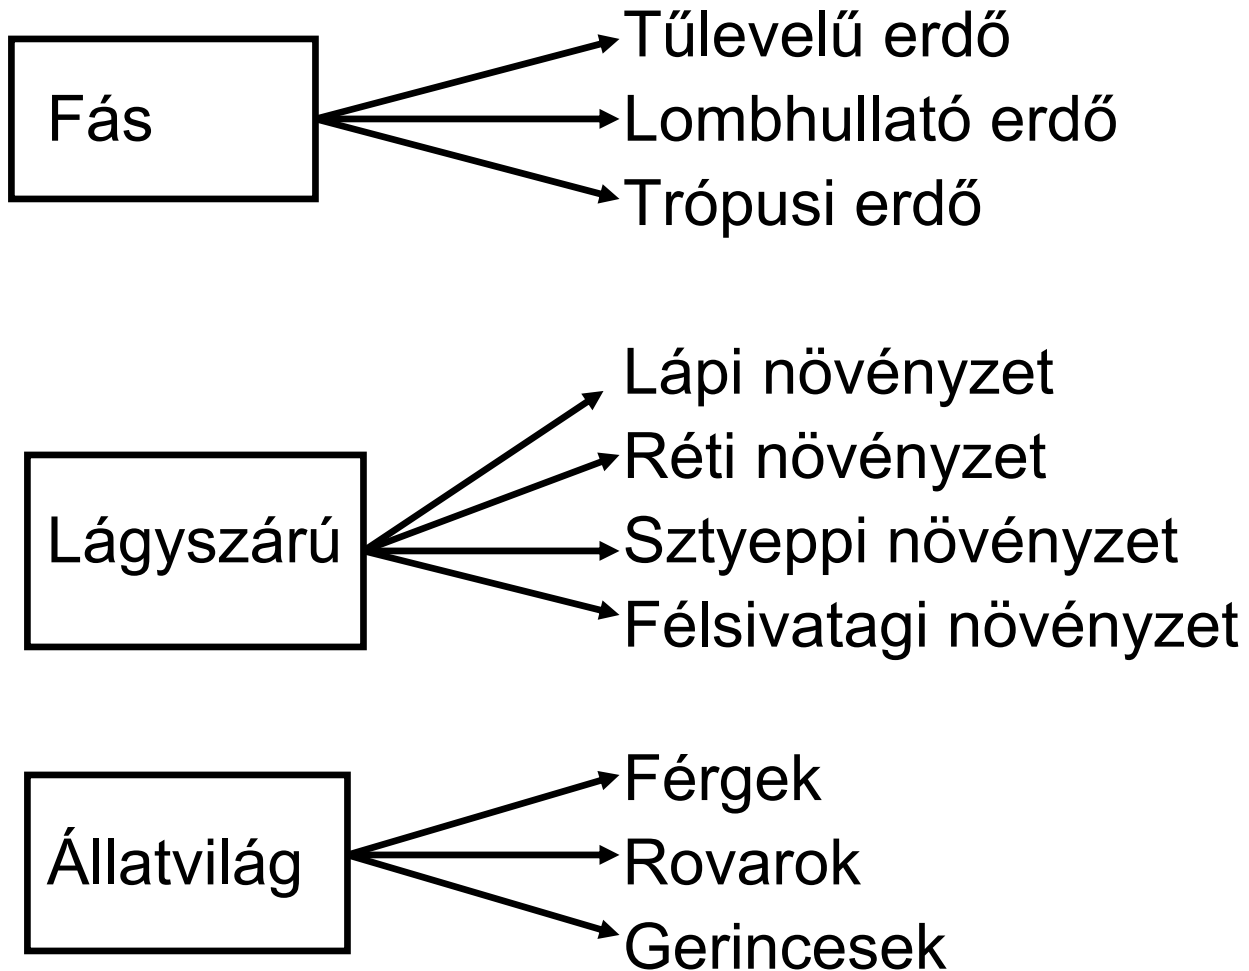 Fás
Tűlevelű erdő
Lombhullató erdő
Trópusi erdő
Lágyszárú
Lápi növényzet
Réti növényzet
Sztyeppi növényzet
Félsivatagi növényzet
Állatvilág
Férgek
Rovarok
Gerincesek